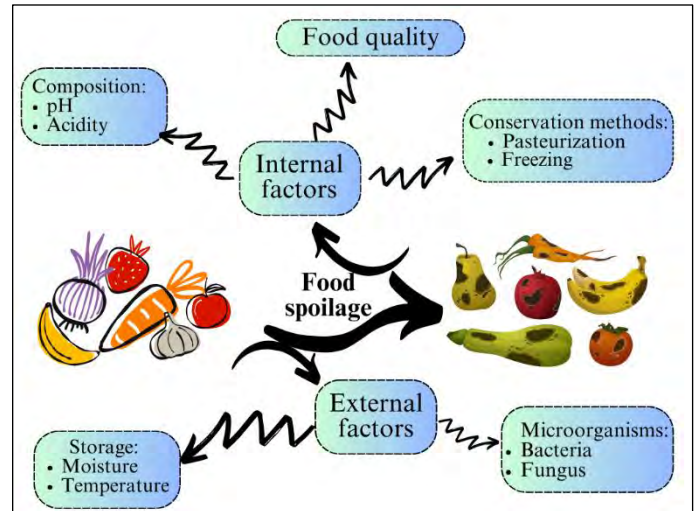 Food quality
Composition:
• pH
• Acidity
Conservation methods:
• Pasteurization
• Freezing
Internal
factors
Food
spoilage
External
factors
Storage:
• Moisture
• Temperature
Microorganisms:
• Bacteria
• Fungus